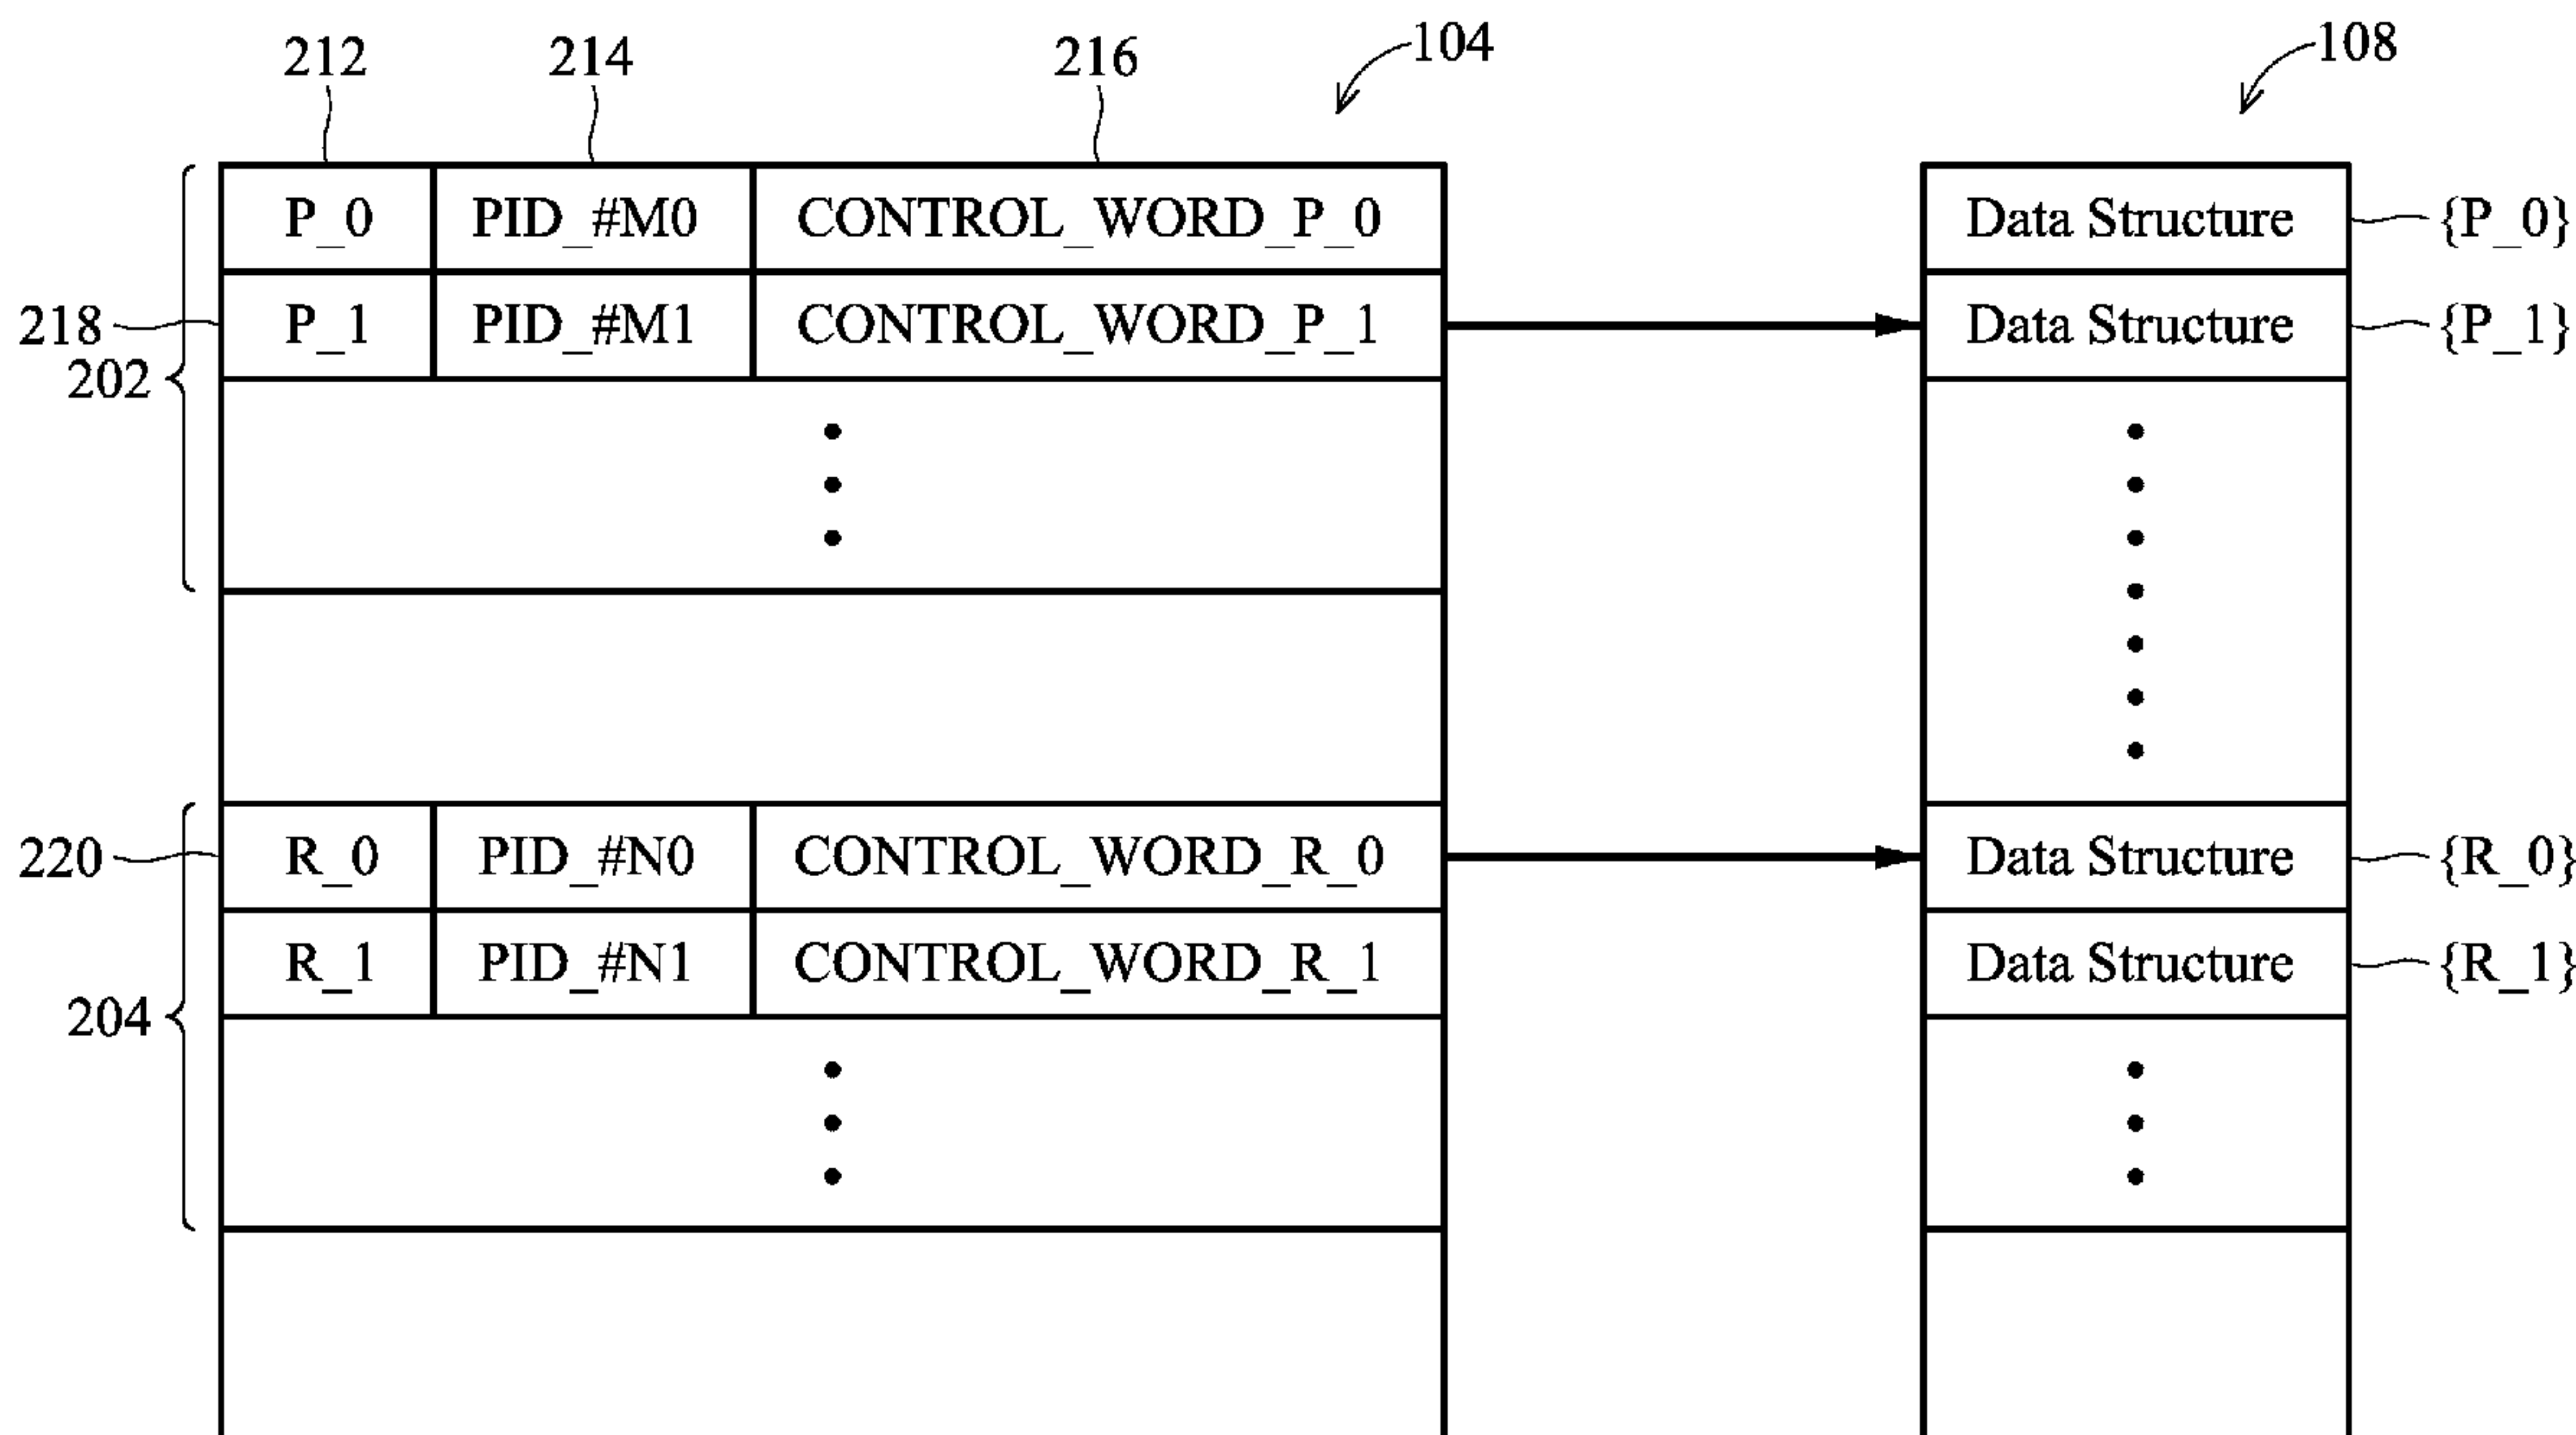 212 214 216 104 108
P_0 PID_#M0 CONTROL_WORD_P_0 Data Structure {P_0}
218 P_1 PID_#M1 CONTROL_WORD_P_1 Data Structure {P_1}
202
220 R_0 PID_#N0 CONTROL_WORD_R_0 Data Structure {R_0}
R_1 PID_#N1 CONTROL_WORD_R_1 Data Structure {R_1}
204